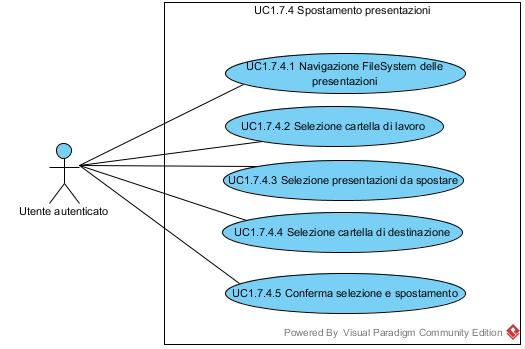 UC1.7.4 Spostamento presentazioni
UC1.7.4.1 Navigazione FileSystem delle
presentazioni
UC1.7.4.2 Selezione cartella di lavoro
UC1.7.4.3 Selezione presentazioni da spostare
Utente autenticato
UC1.7.4.4 Selezione cartella di destinazione
UC1.7.4.5 Conferma selezione e spostamento
Powered By Visual Paradigm Community Edition